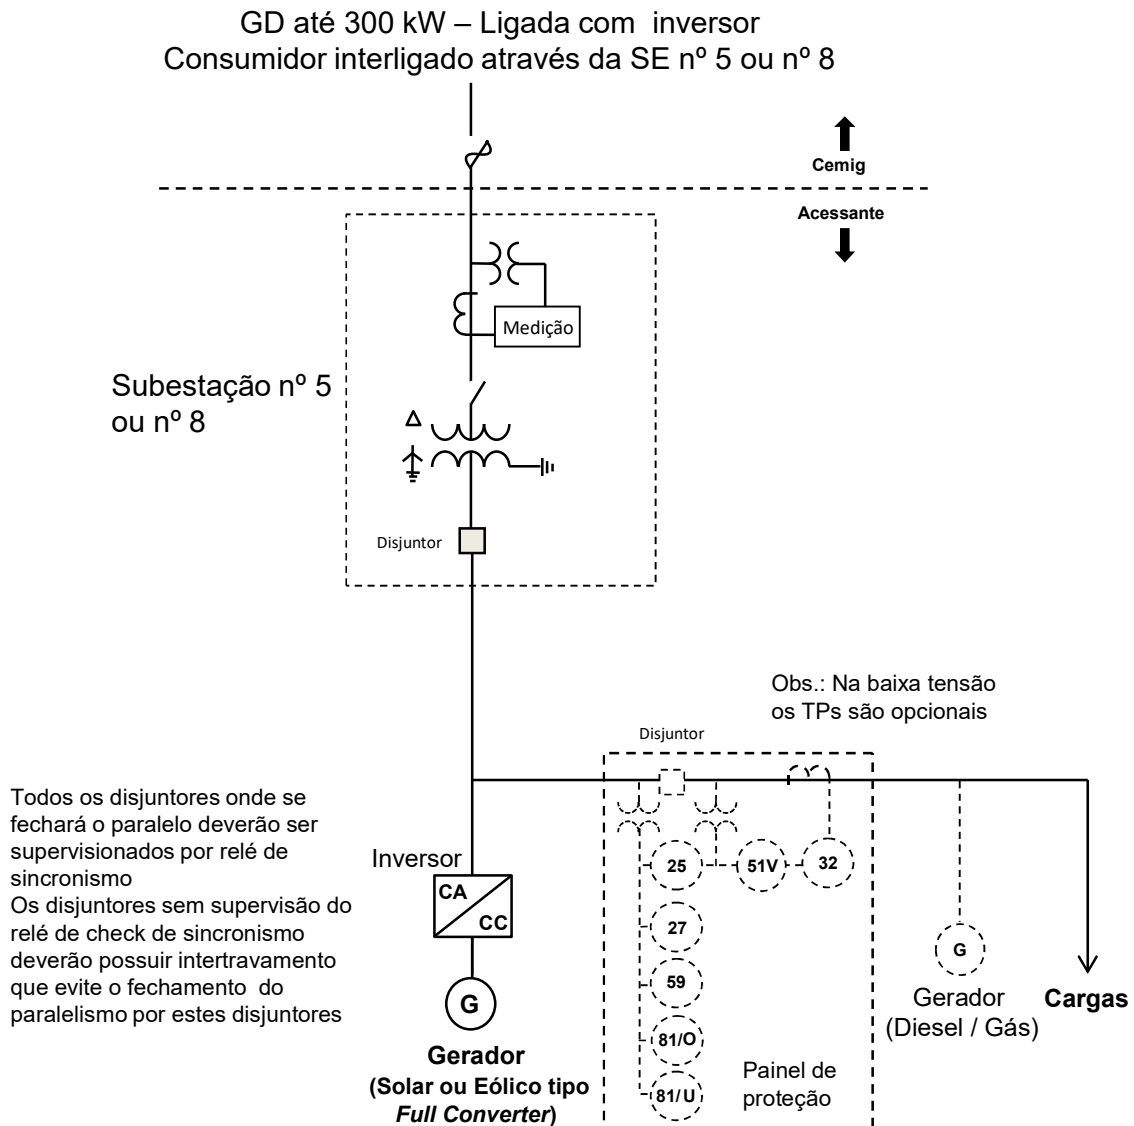 GD até 300 kW – Ligada com inversor
Consumidor interligado através da SE nº 5 ou nº 8
Cemig
Acessante
Medição
Subestação nº 5
ou nº 8
Disjuntor
Obs.: Na baixa tensão
os TPs são opcionais
Disjuntor
Todos os disjuntores onde se
fechará o paralelo deverão ser
supervisionados por relé de
sincronismo
Os disjuntores sem supervisão do
relé de check de sincronismo
deverão possuir intertravamento
que evite o fechamento do
paralelismo por estes disjuntores
Inversor
CA
CC
G
Gerador
(Solar ou Eólico tipo
Full Converter)
25
51V
32
27
59
81/O
81/U
Painel de
proteção
G
Gerador
(Diesel / Gás)
Cargas